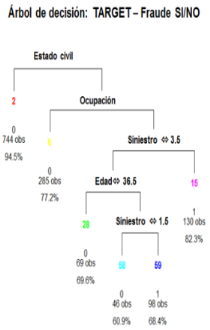 Árbol de decisión: TARGET – Fraude SI/NO
Estado civil
2
Ocupación
0
744 obs
94.5%
6
Siniestro ⇔ 3.5
0
285 obs
77.2%
Edad⇔ 36.5
15
1
130 obs
82.3%
28
Siniestro ⇔ 1.5
0
69 obs
69.6%
58
59
0
1
46 obs
98 obs
60.9%
68.4%